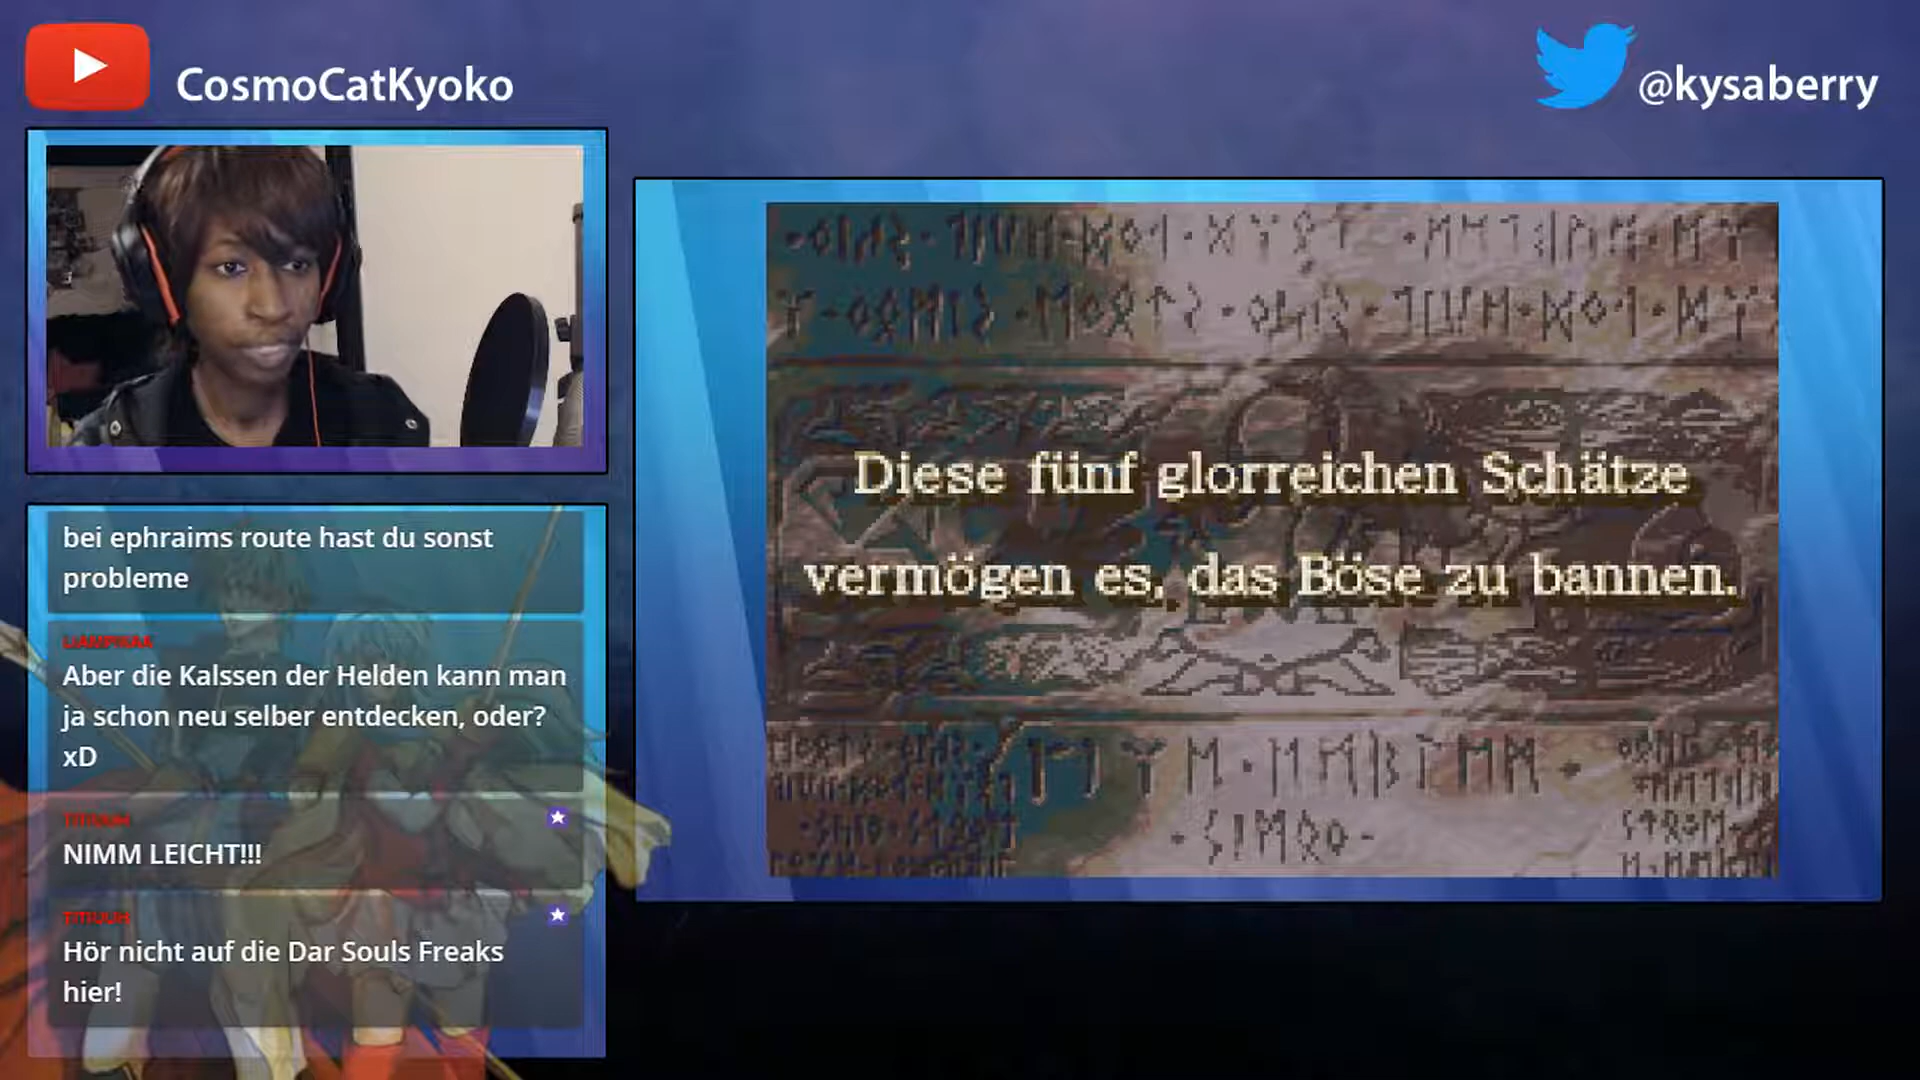 CosmoCatKyoko
@kysaberry
bei ephraims route hast du sonst
probleme
Aber die Kalssen der Helden kann man
ja schon neu selber entdecken, oder?
xD
TITIUUH
NIMM LEICHT!!!
TITIUUH
Hör nicht auf die Dar Souls Freaks
hier!
Diese fünf glorreichen Schätze
vermögen es, das Böse zu bannen.